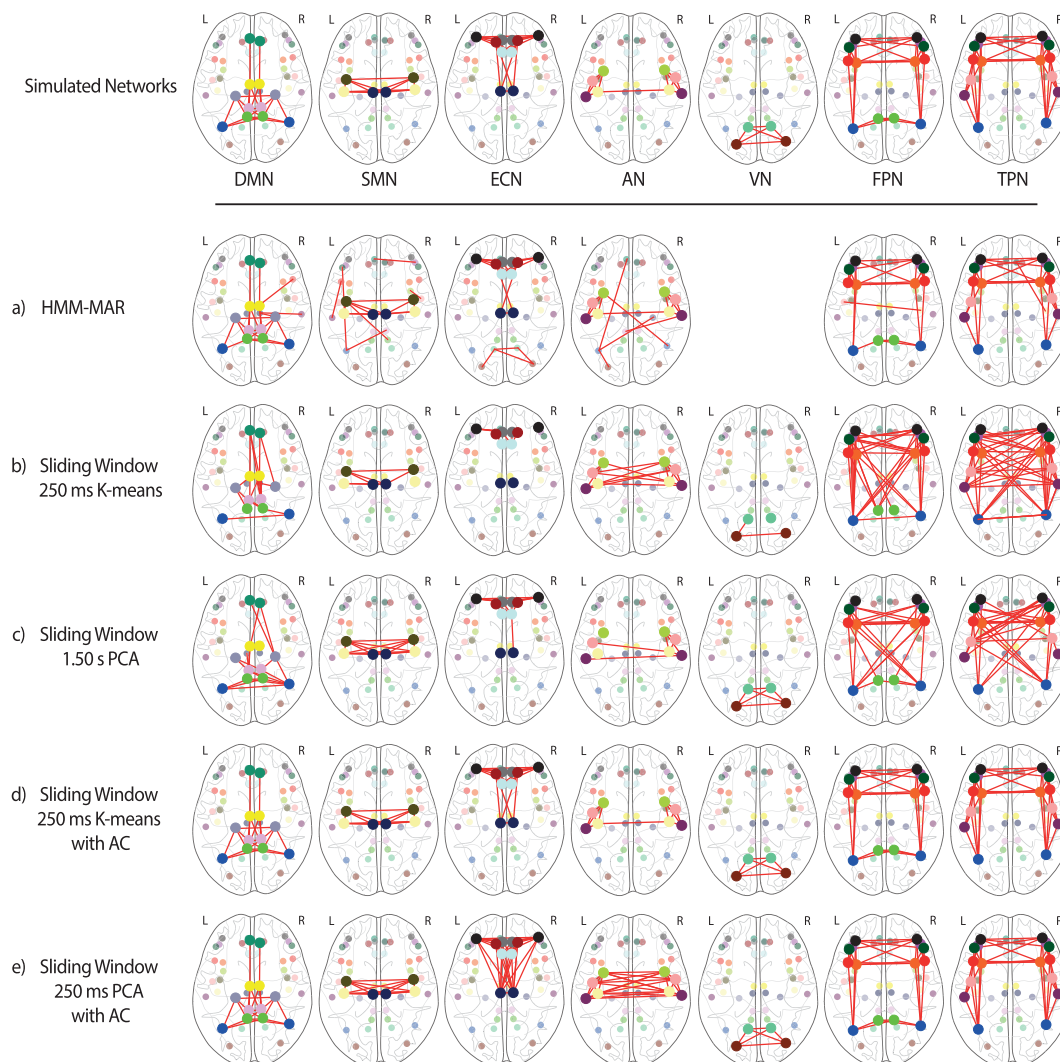 L R L R L R L R L R L R L R
Simulated Networks
DMN SMN ECN AN VN FPN TPN
L R L R L R L R L R L R
a) HMM-MAR
L R L R L R L R L R L R L R
b) Sliding Window
250 ms K-means
L R L R L R L R L R L R L R
c) Sliding Window
1.50 s PCA
L R L R L R L R L R L R L R
d) Sliding Window
250 ms K-means
with AC
L R L R L R L R L R L R L R
e) Sliding Window
250 ms PCA
with AC